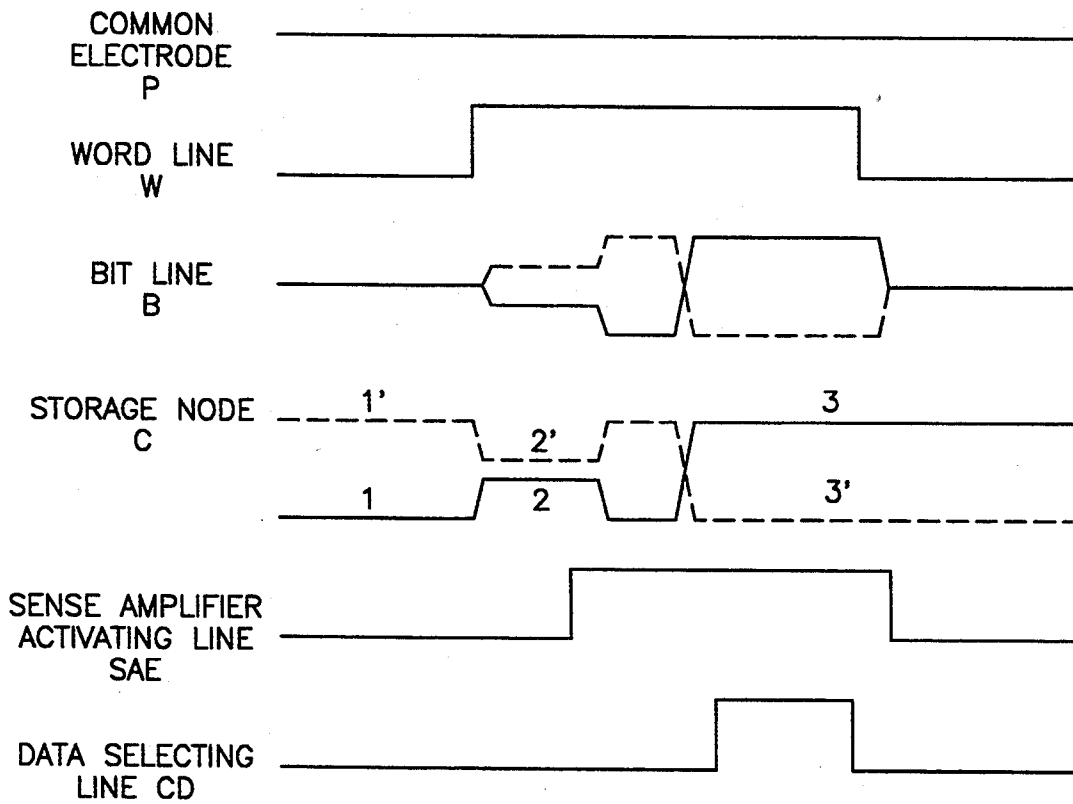 COMMON
ELECTRODE
P
WORD LINE
W
BIT LINE
B
STORAGE NODE
C
1'
3
2'
1
2
3'
SENSE AMPLIFIER
ACTIVATING LINE
SAE
DATA SELECTING
LINE CD